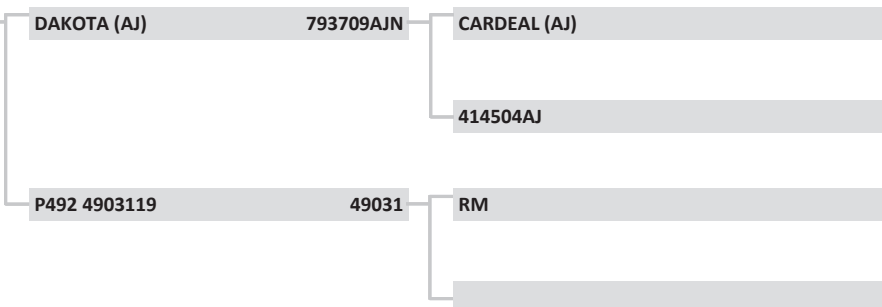 DAKOTA (AJ) 793709AJN
CARDEAL (AJ)
414504AJ
P492 4903119 49031
RM